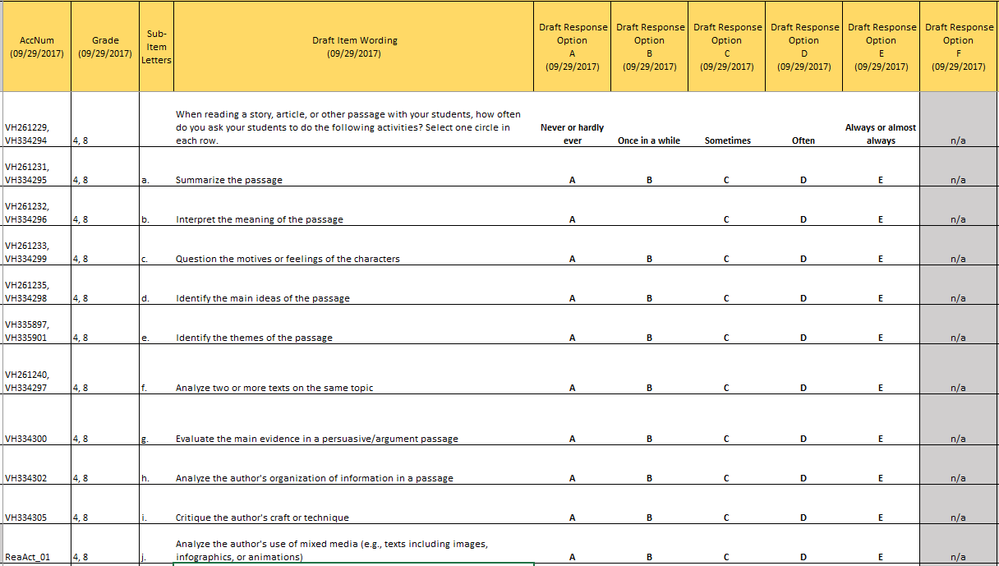 AccNum
(09/29/2017)
Grade
(09/29/2017)
Sub-
Item
Letters
Draft Item Wording
(09/29/2017)
Draft Response
Option
A
(09/29/2017)
Draft Response
Option
B
(09/29/2017)
Draft Response
Option
C
(09/29/2017)
Draft Response
Option
D
(09/29/2017)
Draft Response
Option
E
(09/29/2017)
Draft Response
Option
F
(09/29/2017)
VH261229,
VH334294
4, 8
When reading a story, article, or other passage with your students, how often
do you ask your students to do the following activities? Select one circle in
each row.
Never or hardly
ever
Once in a while
Sometimes
Often
Always or almost
always
n/a
VH261231,
VH334295
4, 8
a.
Summarize the passage
A
B
C
D
E
n/a
VH261232,
VH334296
4, 8
b.
Interpret the meaning of the passage
A
C
D
E
n/a
VH261233,
VH334299
4, 8
c.
Question the motives or feelings of the characters
A
B
C
D
E
n/a
VH261235,
VH334298
4, 8
d.
Identify the main ideas of the passage
A
B
C
D
E
n/a
VH335897,
VH335901
4, 8
e.
Identify the themes of the passage
A
B
C
D
E
n/a
VH261240,
VH334297
4, 8
f.
Analyze two or more texts on the same topic
A
B
C
D
E
n/a
VH334300
4, 8
g.
Evaluate the main evidence in a persuasive/argument passage
A
B
C
D
E
n/a
VH334302
4, 8
h.
Analyze the author's organization of information in a passage
A
B
C
D
E
n/a
VH334305
4, 8
i.
Critique the author's craft or technique
A
B
C
D
E
n/a
ReaAct_01
4, 8
j.
Analyze the author's use of mixed media (e.g., texts including images,
infographics, or animations)
A
B
C
D
E
n/a